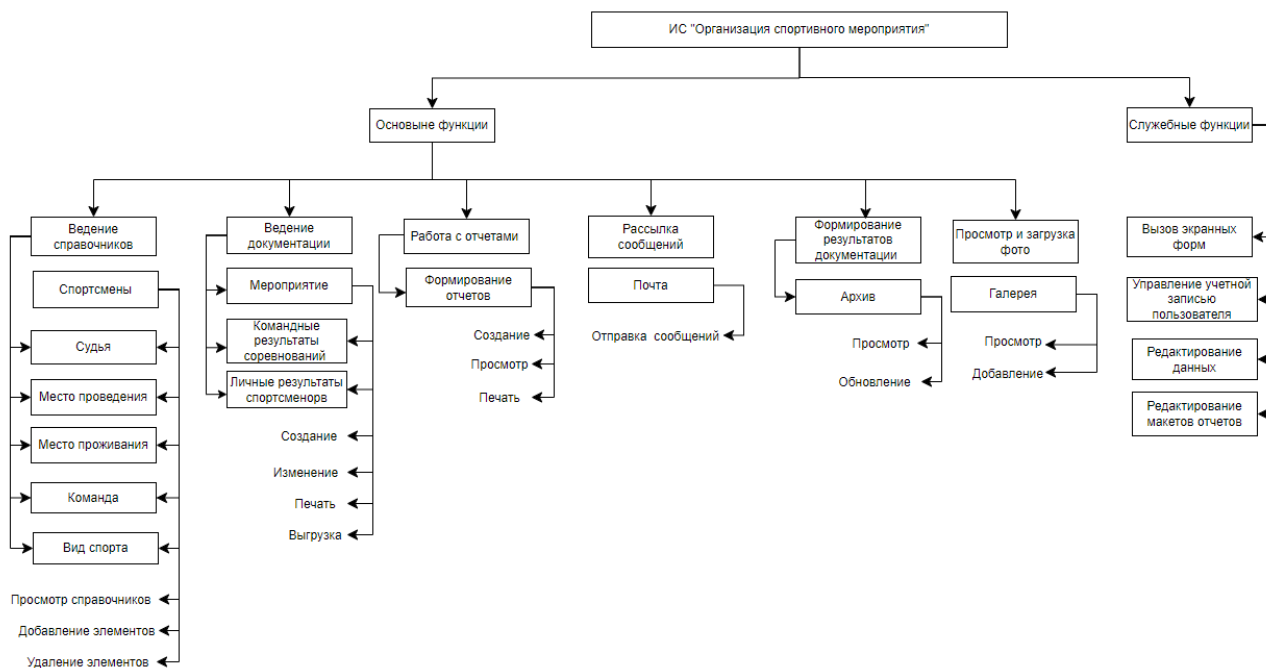 ИС "Организация спортивного мероприятия"
Основыне функции
Служебные функции
Ведение
справочников
Спортсмены
Судья
Место проведения
Место проживания
Команда
Вид спорта
Просмотр справочников
Добавление элементов
Удаление элементов
Ведение
документации
Мероприятие
Командные
результаты
соревнований
Личные результаты
спортсменорв
Создание
Изменение
Печать
Выгрузка
Работа с отчетами
Формирование
отчетов
Создание
Просмотр
Печать
Рассылка
сообщений
Почта
Отправка сообщений
Формирование
результатов
документации
Архив
Просмотр
Обновление
Просмотр и загрузка
фото
Галерея
Просмотр
Добавление
Вызов экранных
форм
Управление учетной
записью
пользователя
Редактирование
данных
Редактирование
макетов отчетов